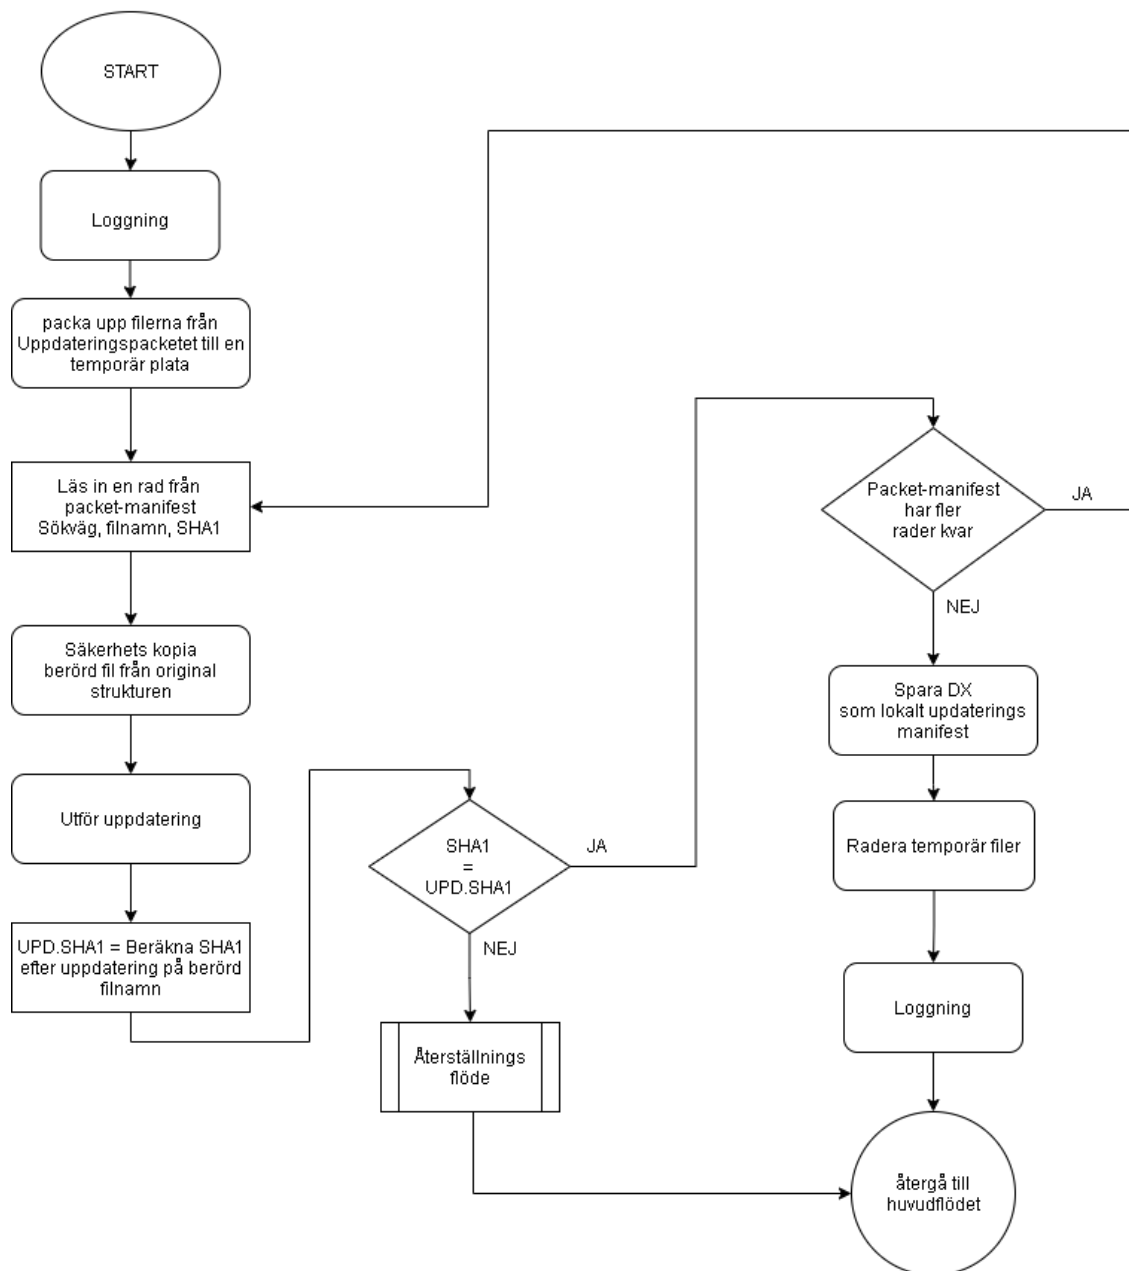 START
Loggning
packa upp filerna från
Uppdateringspacketet till en
temporär plata
Läs in en rad från
packet-manifest
Sökväg, filnamn, SHA1
Säkerhets kopia
berörd fil från original
strukturen
Utför uppdatering
UPD.SHA1 = Beräkna SHA1
efter uppdatering på berörd
filnamn
SHA1
=
UPD.SHA1
JA
NEJ
Återställnings
flöde
Packet-manifest
har fler
rader kvar
JA
NEJ
Spara DX
som lokalt updaterings
manifest
Radera temporär filer
Loggning
återgå till
huvudflödet